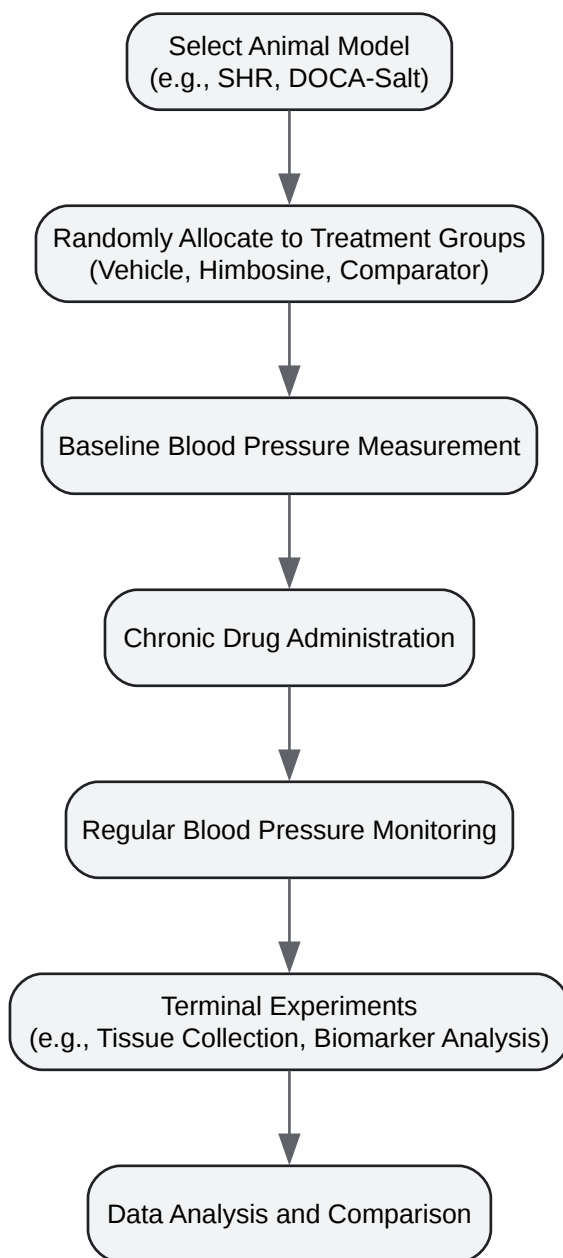 Select Animal Model
(e.g., SHR, DOCA-Salt)
Randomly Allocate to Treatment Groups
(Vehicle, Himbosine, Comparator)
Baseline Blood Pressure Measurement
Chronic Drug Administration
Regular Blood Pressure Monitoring
Terminal Experiments
(e.g., Tissue Collection, Biomarker Analysis)
Data Analysis and Comparison